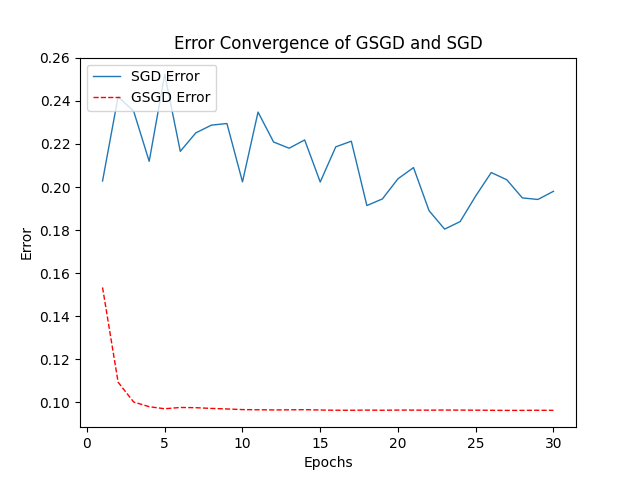 Error Convergence of GSGD and SGD
SGD Error
GSGD Error
Error
0.26
0.24
0.22
0.20
0.18
0.16
0.14
0.12
0.10
0 5 10 15 20 25 30
Epochs